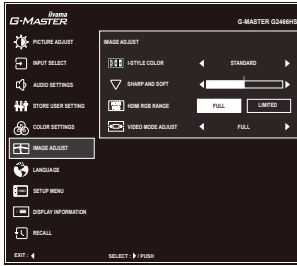 iiyama
G-MASTER
G-MASTER G2466HS
PICTURE ADJUST
INPUT SELECT
AUDIO SETTINGS
STORE USER SETTING
COLOR SETTINGS
IMAGE ADJUST
LANGUAGE
SETUP MENU
DISPLAY INFORMATION
RECALL
IMAGE ADJUST
I-STYLE COLOR STANDARD
SHARP AND SOFT
HDMI RGB RANGE FULL LIMITED
VIDEO MODE ADJUST FULL
EXIT : SELECT : / PUSH